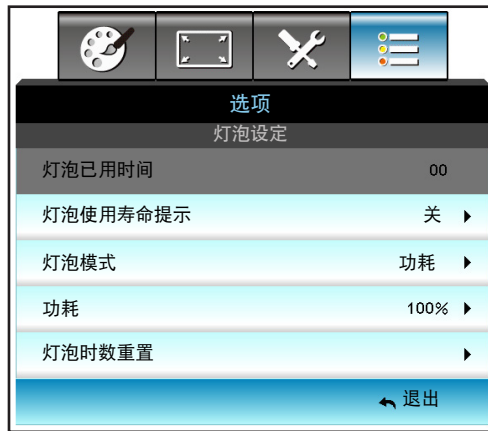 选项
灯泡设定
灯泡已用时间 00
灯泡使用寿命提示 关
灯泡模式 功耗
功耗 100%
灯泡时数重置
退出